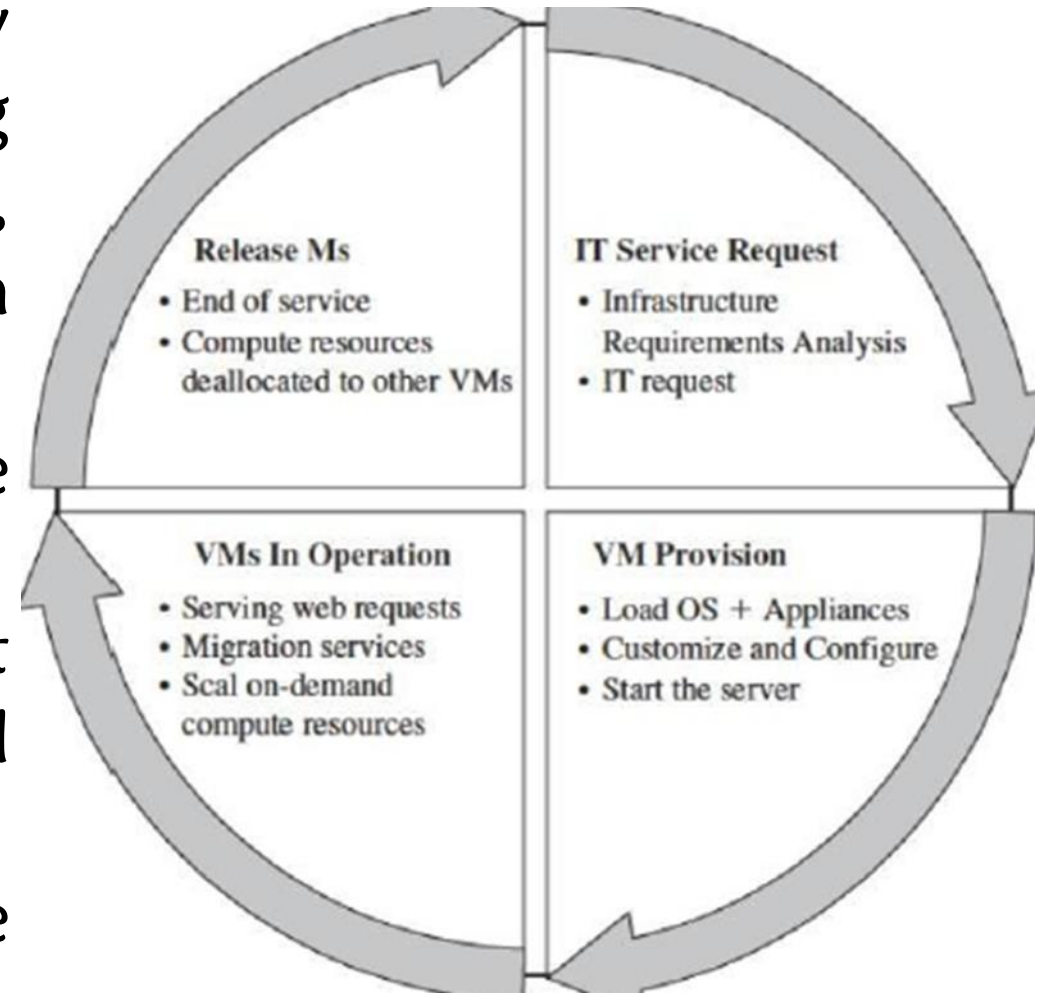 Release Ms
• End of service
• Compute resources
deallocated to other VMs
IT Service Request
• Infrastructure
Requirements Analysis
• IT request
VMs In Operation
• Serving web requests
• Migration services
• Scal on-demand
compute resources
VM Provision
• Load OS + Appliances
• Customize and Configure
• Start the server